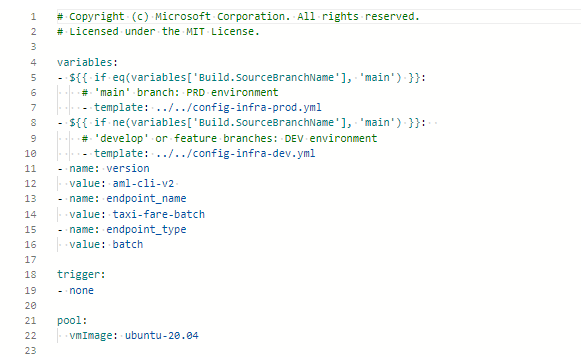 1 # Copyright (c) Microsoft Corporation. All rights reserved.
2 # Licensed under the MIT License.
3
4 variables:
5 - ${{ if eq(variables['Build.SourceBranchName'], 'main') }}:
6     # 'main' branch: PRD environment
7     - template: ../../config-infra-prod.yml
8 - ${{ if ne(variables['Build.SourceBranchName'], 'main') }}:
9     # 'develop' or feature branches: DEV environment
10     - template: ../../config-infra-dev.yml
11 - name: version
12   value: aml-cli-v2
13 - name: endpoint_name
14   value: taxi-fare-batch
15 - name: endpoint_type
16   value: batch
17
18 trigger:
19 - none
20
21 pool:
22   vmImage: ubuntu-20.04
23